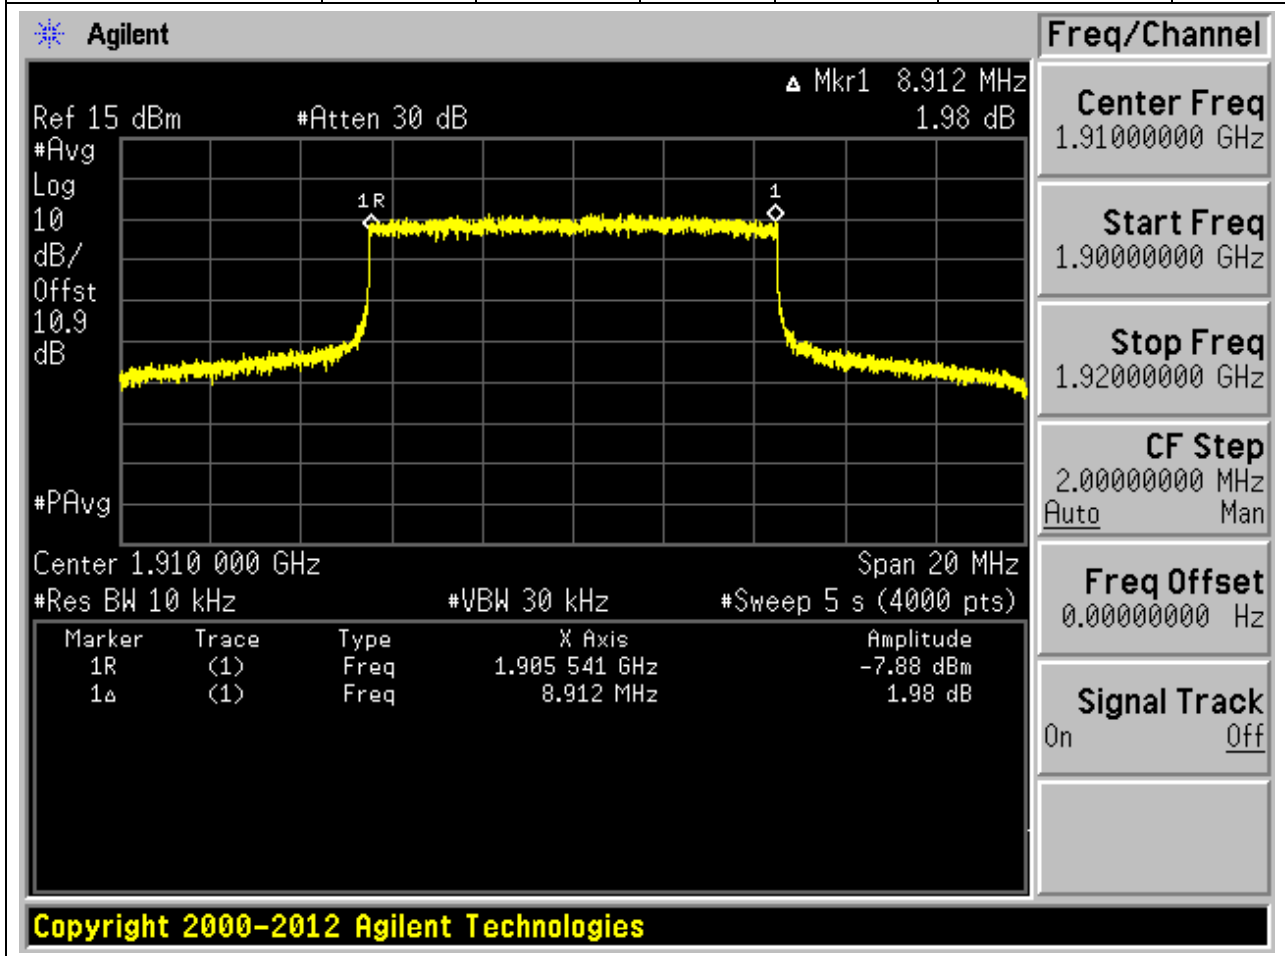 Agilent
Freq/Channel
Δ Mkr1 8.912 MHz
Ref 15 dBm #Atten 30 dB 1.98 dB
#Avg
Log
10
dB/
Offst
10.9
dB
#PAvg
1R
1
Center 1.910 000 GHz Span 20 MHz
#Res BW 10 kHz #VBW 30 kHz #Sweep 5 s (4000 pts)
Marker Trace Type X Axis Amplitude
1R (1) Freq 1.905 541 GHz -7.88 dBm
1Δ (1) Freq 8.912 MHz 1.98 dB
Center Freq
1.91000000 GHz
Start Freq
1.90000000 GHz
Stop Freq
1.92000000 GHz
CF Step
2.00000000 MHz
Auto Man
Freq Offset
0.00000000 Hz
Signal Track
On Off
Copyright 2000-2012 Agilent Technologies